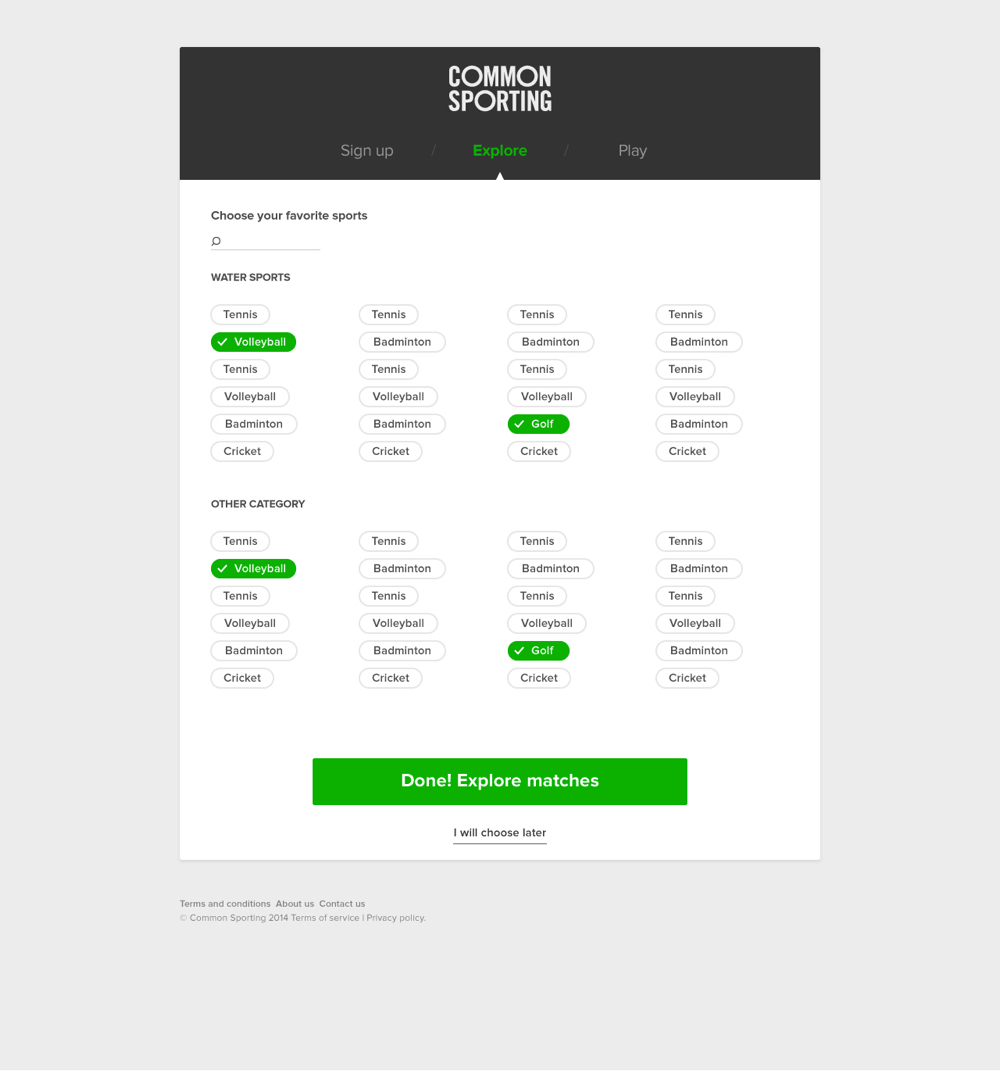 COMMON
SPORTING
Sign up / Explore / Play
Choose your favorite sports
WATER SPORTS
Tennis Tennis Tennis Tennis
Volleyball Badminton Badminton Badminton
Tennis Tennis Tennis Tennis
Volleyball Volleyball Volleyball Volleyball
Badminton Badminton Golf Badminton
Cricket Cricket Cricket Cricket
OTHER CATEGORY
Tennis Tennis Tennis Tennis
Volleyball Badminton Badminton Badminton
Tennis Tennis Tennis Tennis
Volleyball Volleyball Volleyball Volleyball
Badminton Badminton Golf Badminton
Cricket Cricket Cricket Cricket
Done! Explore matches
I will choose later
Terms and conditions About us Contact us
© Common Sporting 2014 Terms of service | Privacy policy.